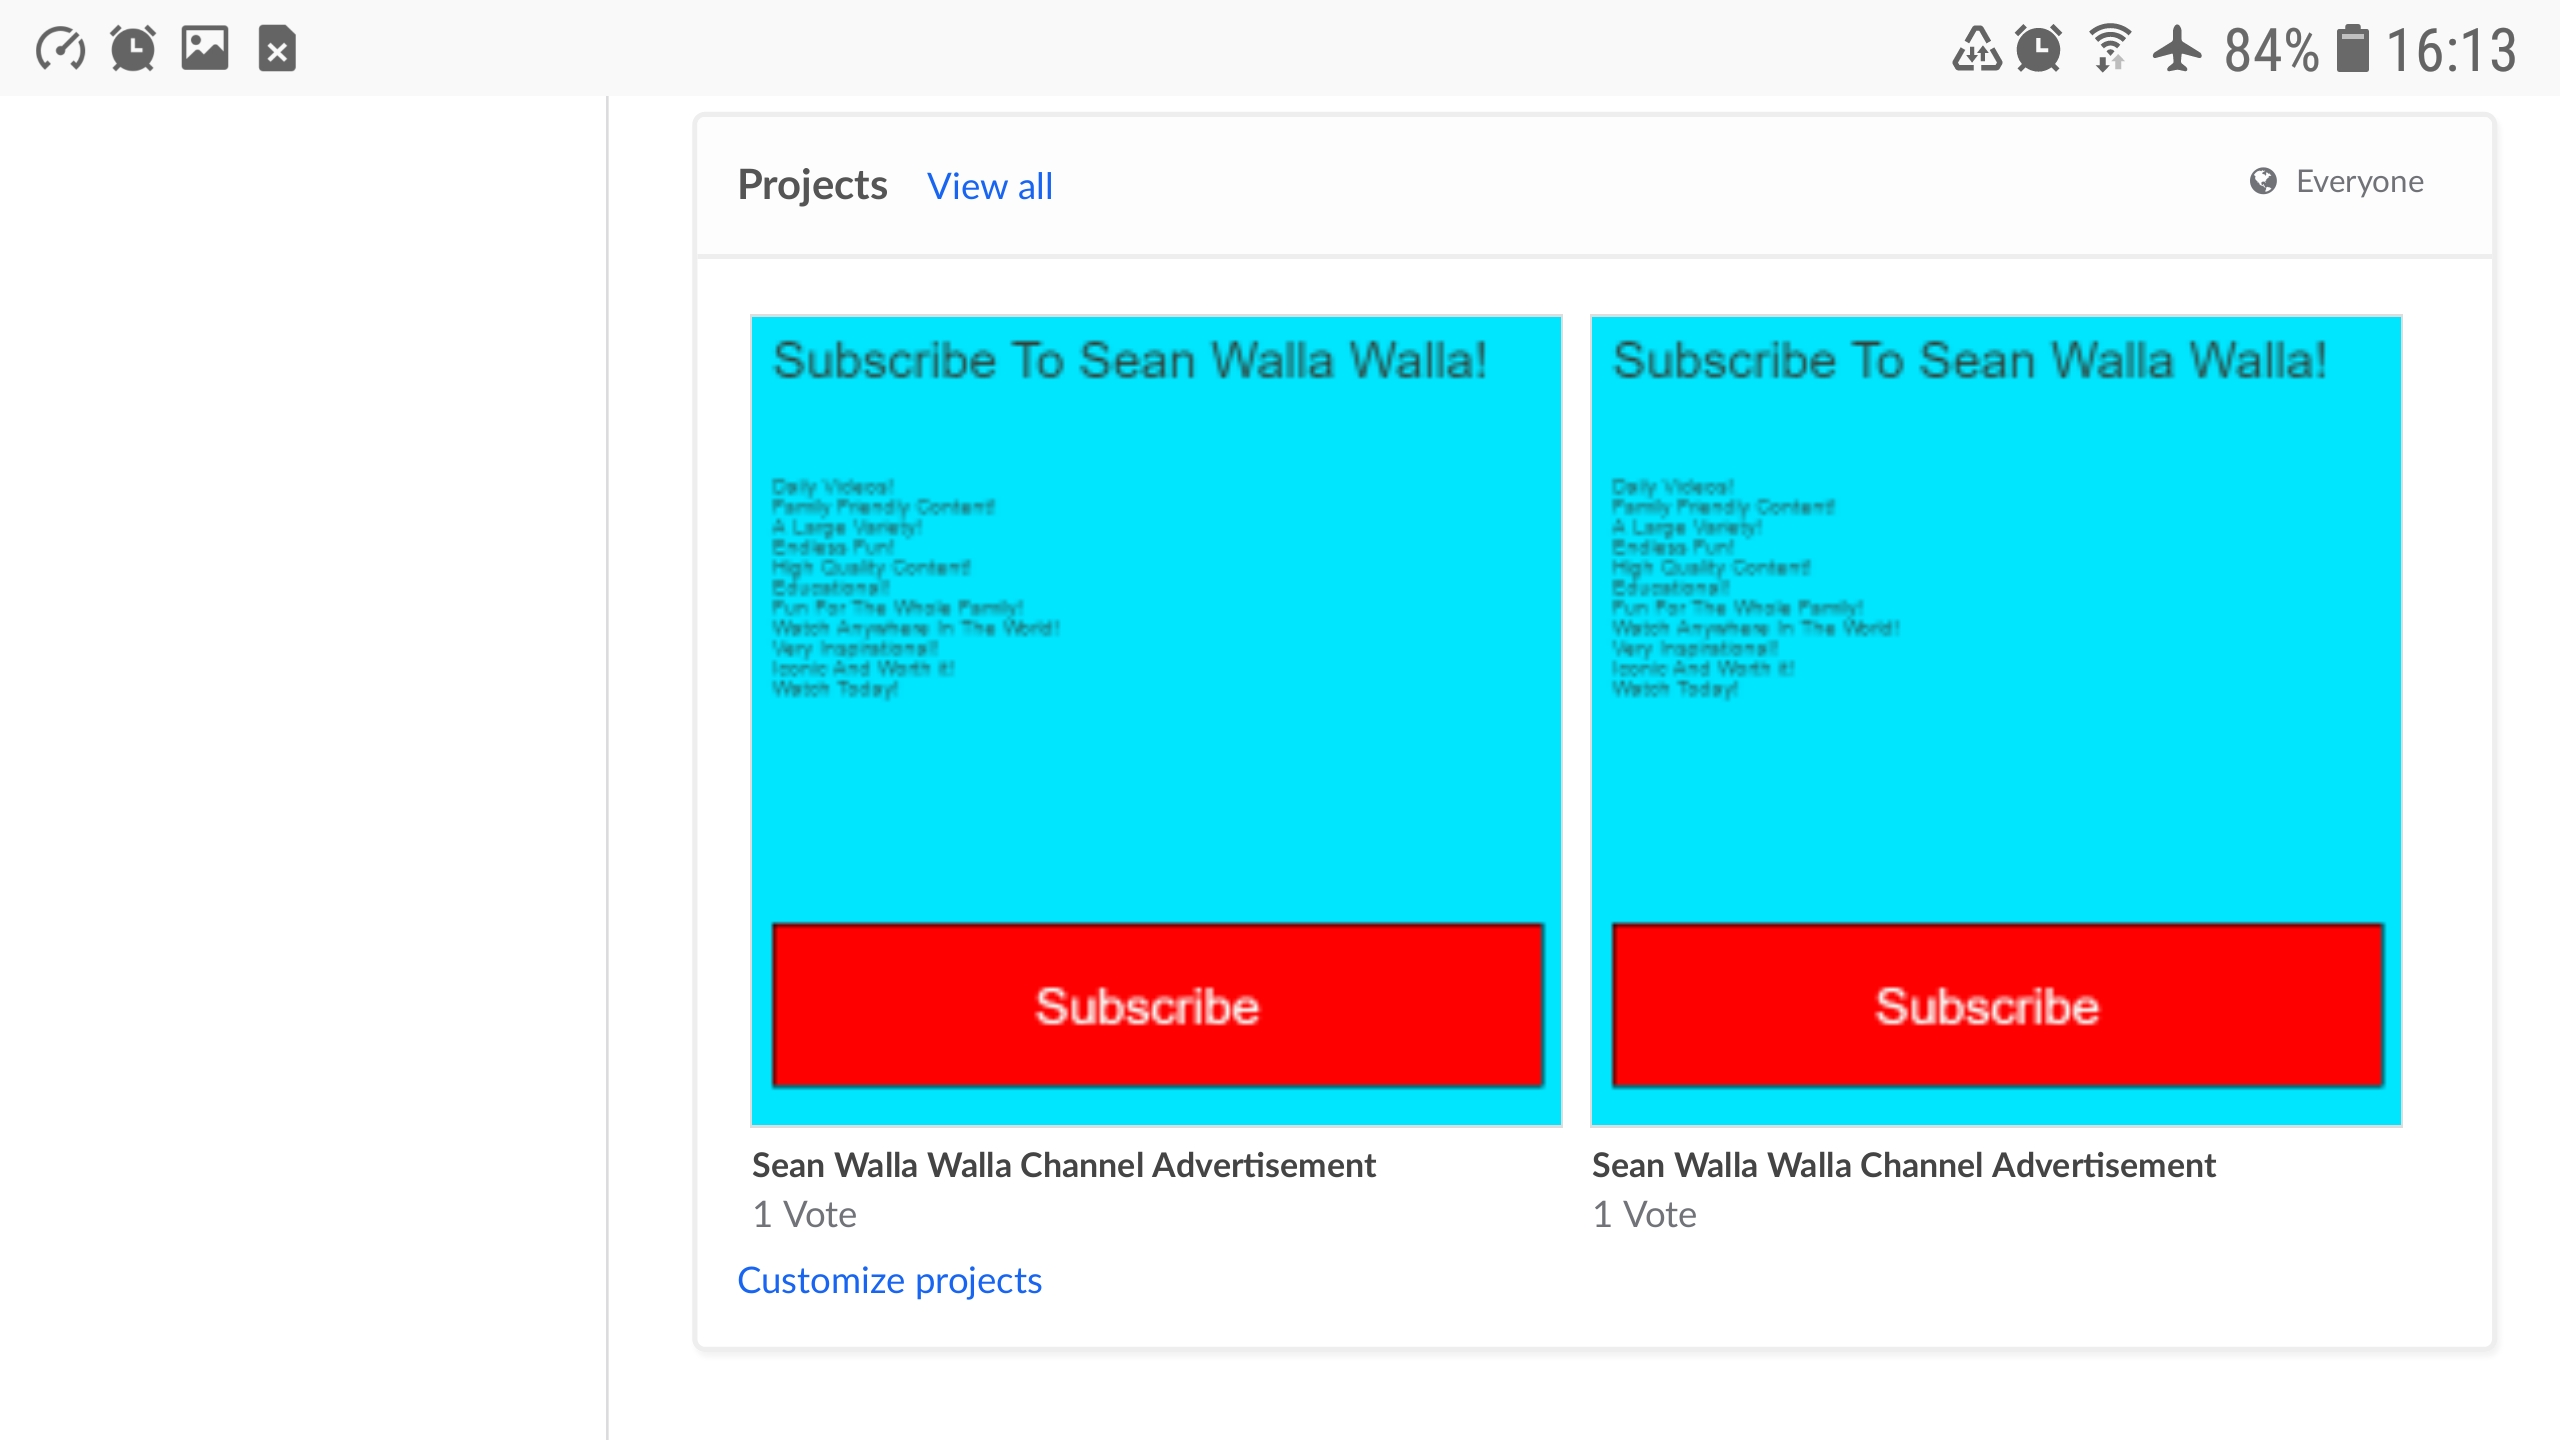 84% 16:13
Projects View all Everyone
Subscribe To Sean Walla Walla!
Daily Videos!
Family Friendly Content!
A Large Variety!
Endless Fun!
High Quality Content!
Educational!
Fun For The Whole Family!
Watch Anywhere In The World!
Very Inspirational!
Iconic And Worth It!
Watch Today!
Subscribe
Sean Walla Walla Channel Advertisement
1 Vote
Subscribe To Sean Walla Walla!
Daily Videos!
Family Friendly Content!
A Large Variety!
Endless Fun!
High Quality Content!
Educational!
Fun For The Whole Family!
Watch Anywhere In The World!
Very Inspirational!
Iconic And Worth It!
Watch Today!
Subscribe
Sean Walla Walla Channel Advertisement
1 Vote
Customize projects